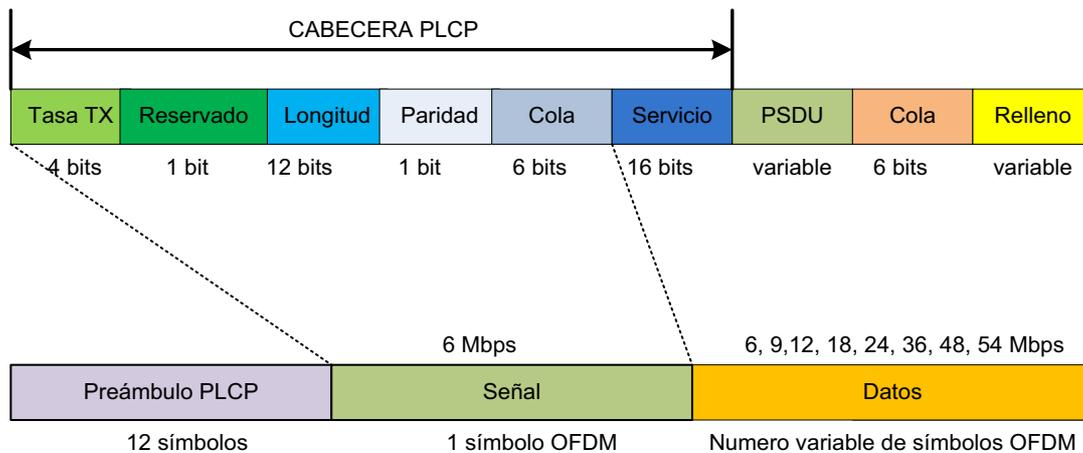 CABECERA PLCP
Tasa TX Reservado Longitud Paridad Cola Servicio PSDU Cola Relleno
4 bits 1 bit 12 bits 1 bit 6 bits 16 bits variable 6 bits variable
6 Mbps 6, 9,12, 18, 24, 36, 48, 54 Mbps
Preámbulo PLCP Señal Datos
12 símbolos 1 símbolo OFDM Numero variable de símbolos OFDM